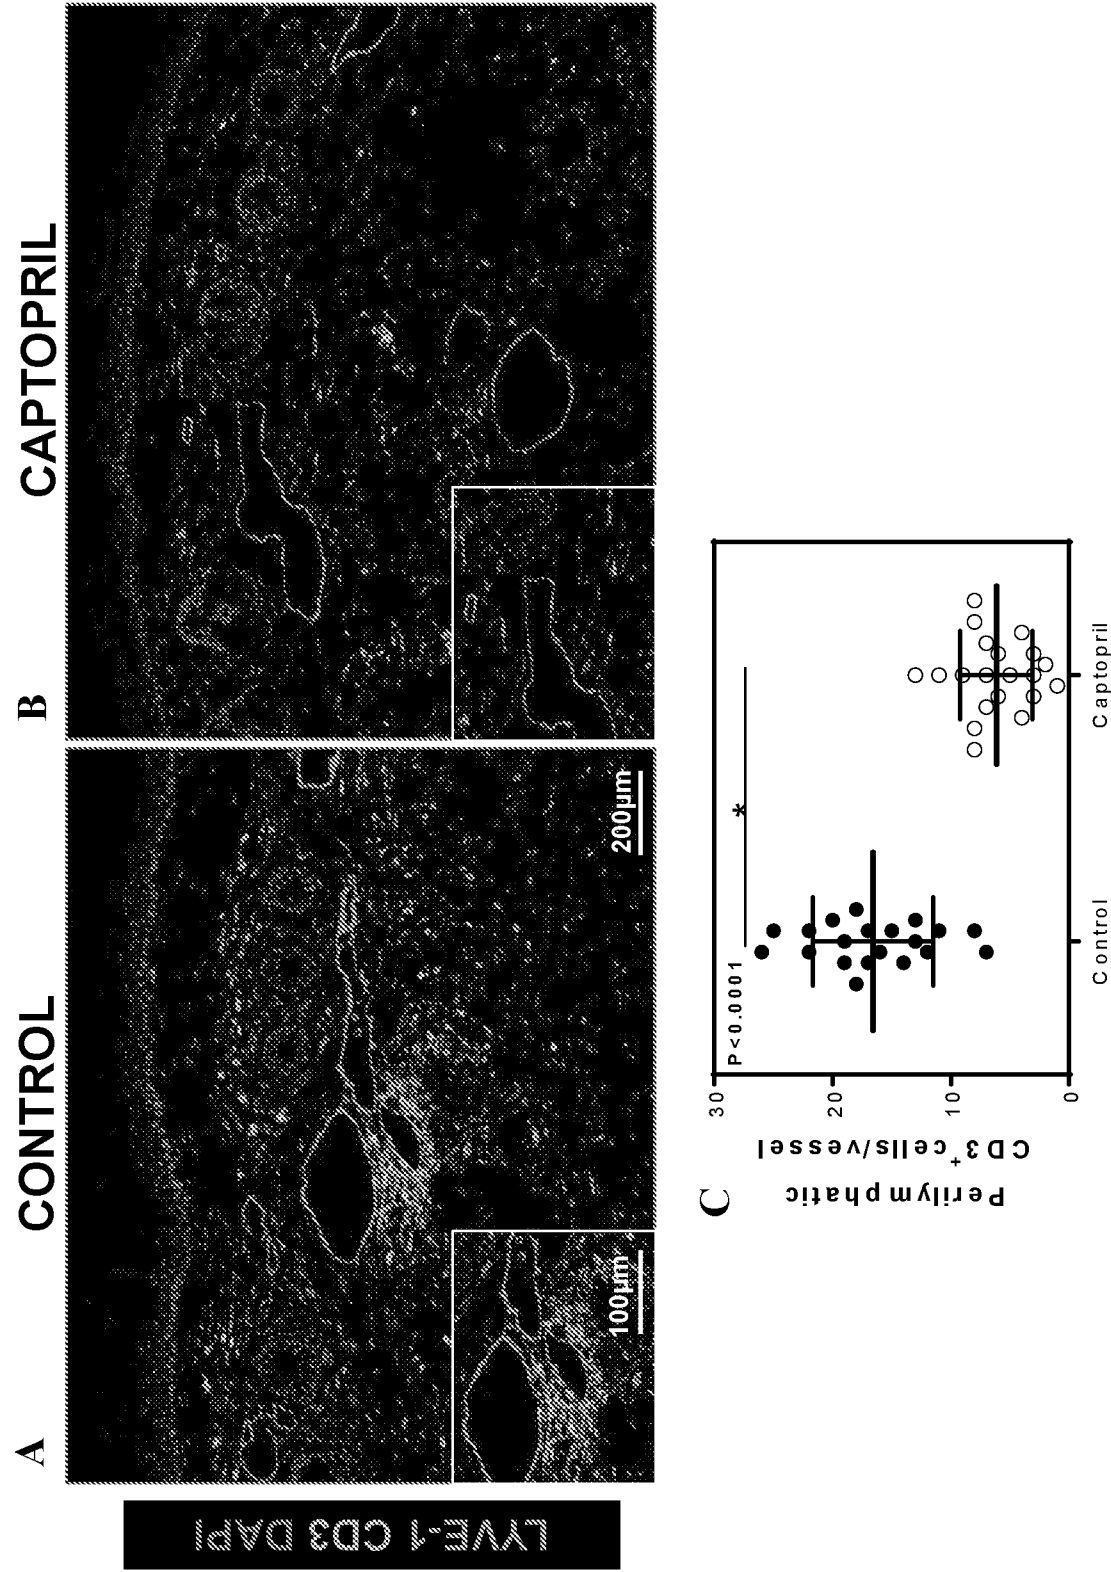 A
CONTROL
B
CAPTOPRIL
LYVE-1 CD3 DAPI
100µm
200µm
C
Perilymphatic
CD3⁺cells/vessel
30
20
10
0
P<0.0001
*
Control
Captopril